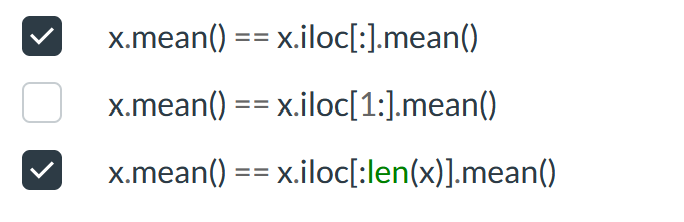 x.mean() == x.iloc[:].mean()
x.mean() == x.iloc[1:].mean()
x.mean() == x.iloc[:len(x)].mean()